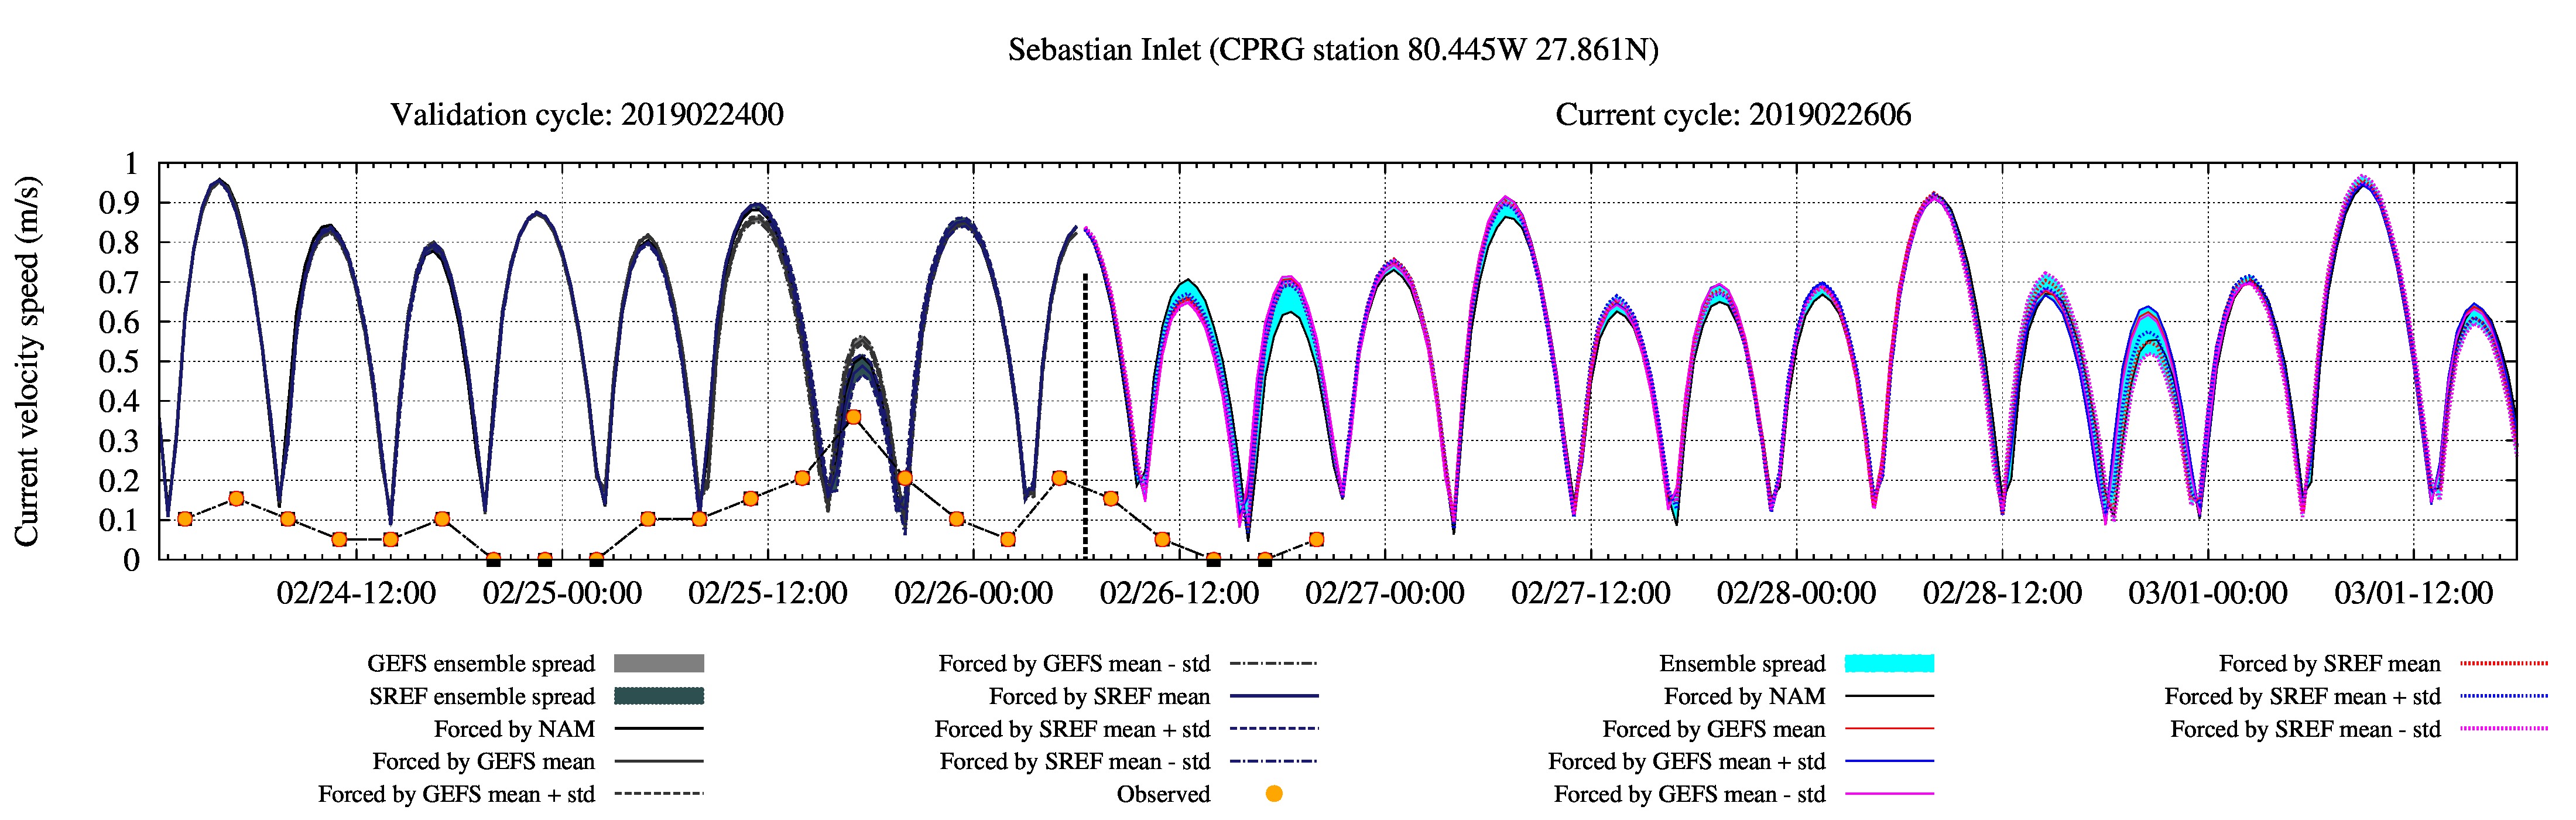 Sebastian Inlet (CPRG station 80.445W 27.861N)
Validation cycle: 2019022400
Current cycle: 2019022606
Current velocity speed (m/s)
1
0.9
0.8
0.7
0.6
0.5
0.4
0.3
0.2
0.1
0
02/24-12:00 02/25-00:00 02/25-12:00 02/26-00:00 02/26-12:00 02/27-00:00 02/27-12:00 02/28-00:00 02/28-12:00 03/01-00:00 03/01-12:00
GEFS ensemble spread
SREF ensemble spread
Forced by NAM
Forced by GEFS mean
Forced by GEFS mean + std
Forced by GEFS mean - std
Forced by SREF mean
Forced by SREF mean + std
Forced by SREF mean - std
Observed
Ensemble spread
Forced by NAM
Forced by GEFS mean
Forced by GEFS mean + std
Forced by GEFS mean - std
Forced by SREF mean
Forced by SREF mean + std
Forced by SREF mean - std